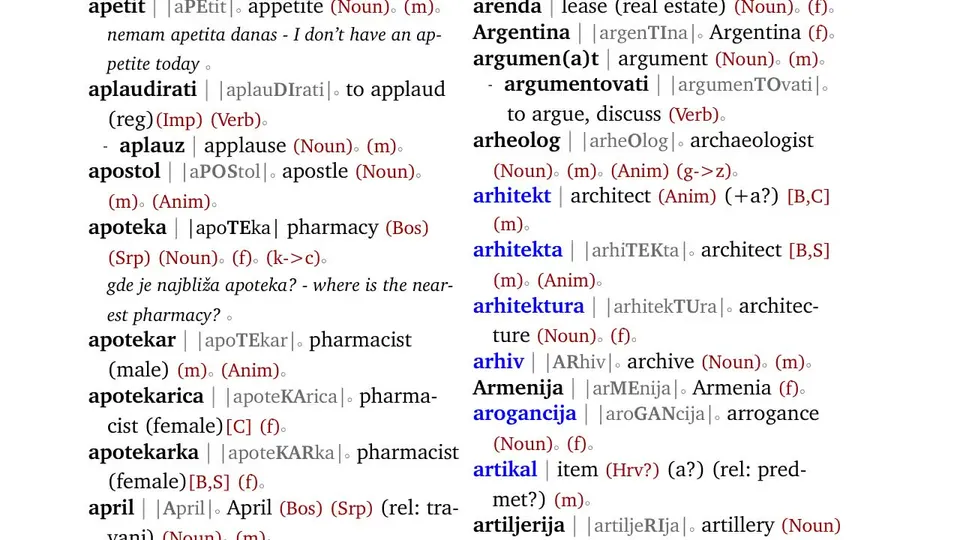 apetit | |aPEtit|◦ appetite (Noun)◦ (m)◦
nemam apetita danas - I don’t have an ap-
petite today ◦
aplaudirati | |aplauDIrati|◦ to applaud
(reg)(Imp) (Verb)◦
- aplauz | applause (Noun)◦ (m)◦
apostol | |aPOStol|◦ apostle (Noun)◦
(m)◦ (Anim)◦
apoteka | |apoTEka| pharmacy (Bos)
(Srp) (Noun)◦ (f)◦ (k->c)◦
gde je najbliža apoteka? - where is the near-
est pharmacy? ◦
apotekar | |apoTEkar|◦ pharmacist
(male) (m)◦ (Anim)◦
apotekarica | |apoteKArica|◦ pharma-
cist (female)[C] (f)◦
apotekarka | |apoteKARka|◦ pharmacist
(female)[B,S] (f)◦
april | |April|◦ April (Bos) (Srp) (rel: tra-
vanj) (Noun)◦ (m)◦
arenda | lease (real estate) (Noun)◦ (f)◦
Argentina | |argenTIna|◦ Argentina (f)◦
argumen(a)t | argument (Noun)◦ (m)◦
- argumentovati | |argumenTOvati|◦
to argue, discuss (Verb)◦
arheolog | |arheOlog|◦ archaeologist
(Noun)◦ (m)◦ (Anim) (g->z)◦
arhitekt | architect (Anim) (+a?) [B,C]
(m)◦
arhitekta | |arhiTEKta|◦ architect [B,S]
(m)◦ (Anim)◦
arhitektura | |arhitekTUra|◦ architec-
ture (Noun)◦ (f)◦
arhiv | |ARhiv|◦ archive (Noun)◦ (m)◦
Armenija | |arMEnija|◦ Armenia (f)◦
arogancija | |aroGANcija|◦ arrogance
(Noun)◦ (f)◦
artikal | item (Hrv?) (a?) (rel: pred-
met?) (m)◦
artiljerija | |artiljeRIja|◦ artillery (Noun)